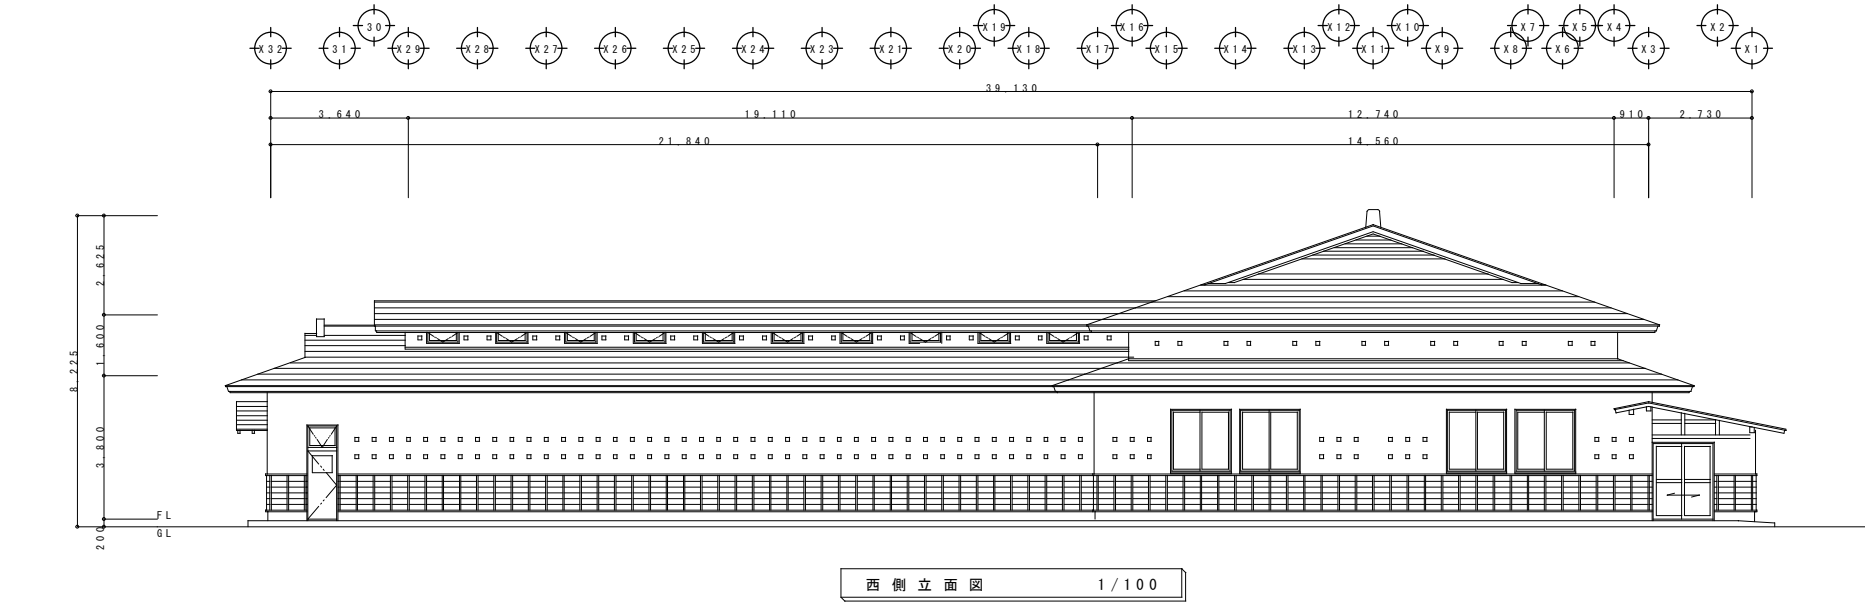 30 X19 X16 X12 X10 X7 X5 X4 X2
X32 31 X29 X28 X27 X26 X25 X24 X23 X21 X20 X18 X17 X15 X14 X13 X11 X9 X8 X6 X3 X1
39,130
3,640 19,110 12,740 910 2,730
21,840 14,560
2,625
1,600
8,225
3,800
FL
200
GL
西側立面図 1/100